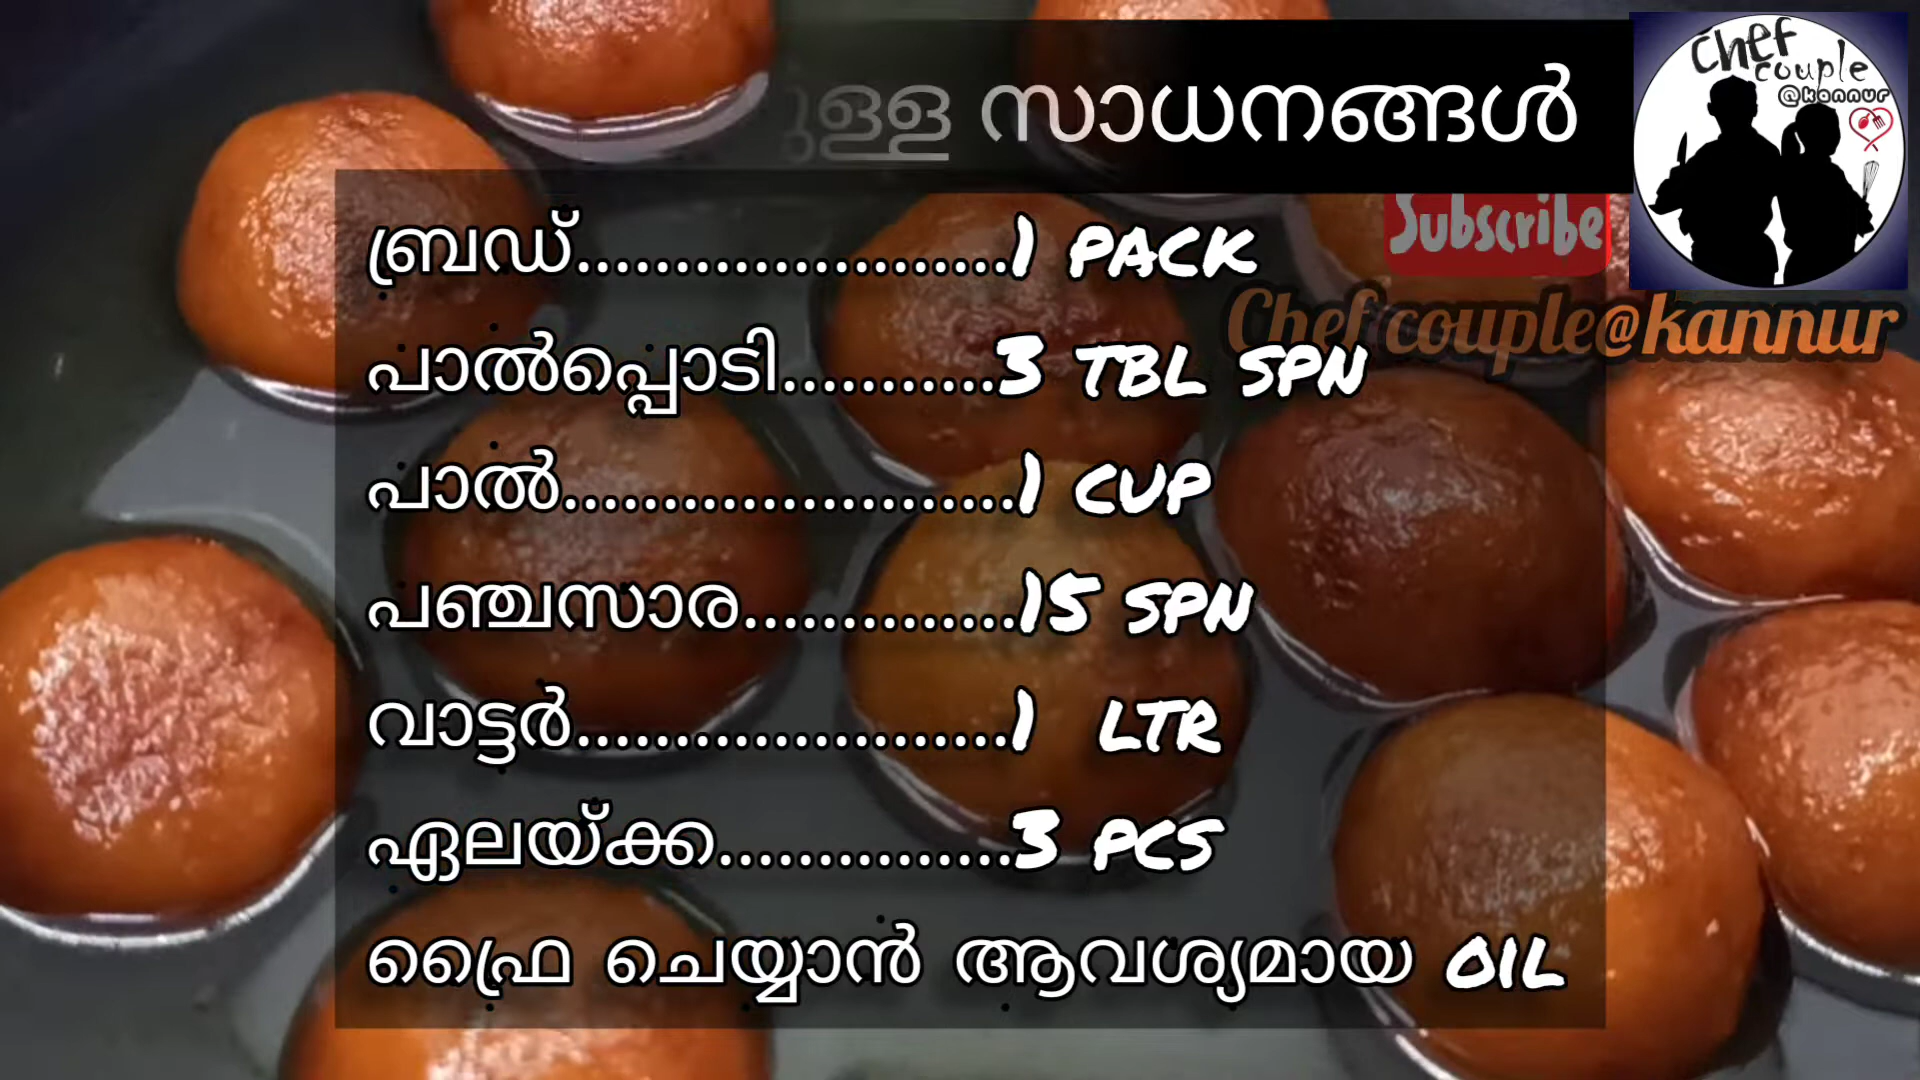 സാധനങ്ങൾ
Chef
couple
@kannur
Subscribe
Chef couple@kannur
ബ്രഡ്......................1 PACK
പാൽപ്പൊടി...........3 TBL SPN
പാൽ.......................1 CUP
പഞ്ചസാര..............15 SPN
വാട്ടർ......................1 LTR
ഏലയ്ക്ക...............3 PCS
ഫ്രൈ ചെയ്യാൻ ആവശ്യമായ OIL